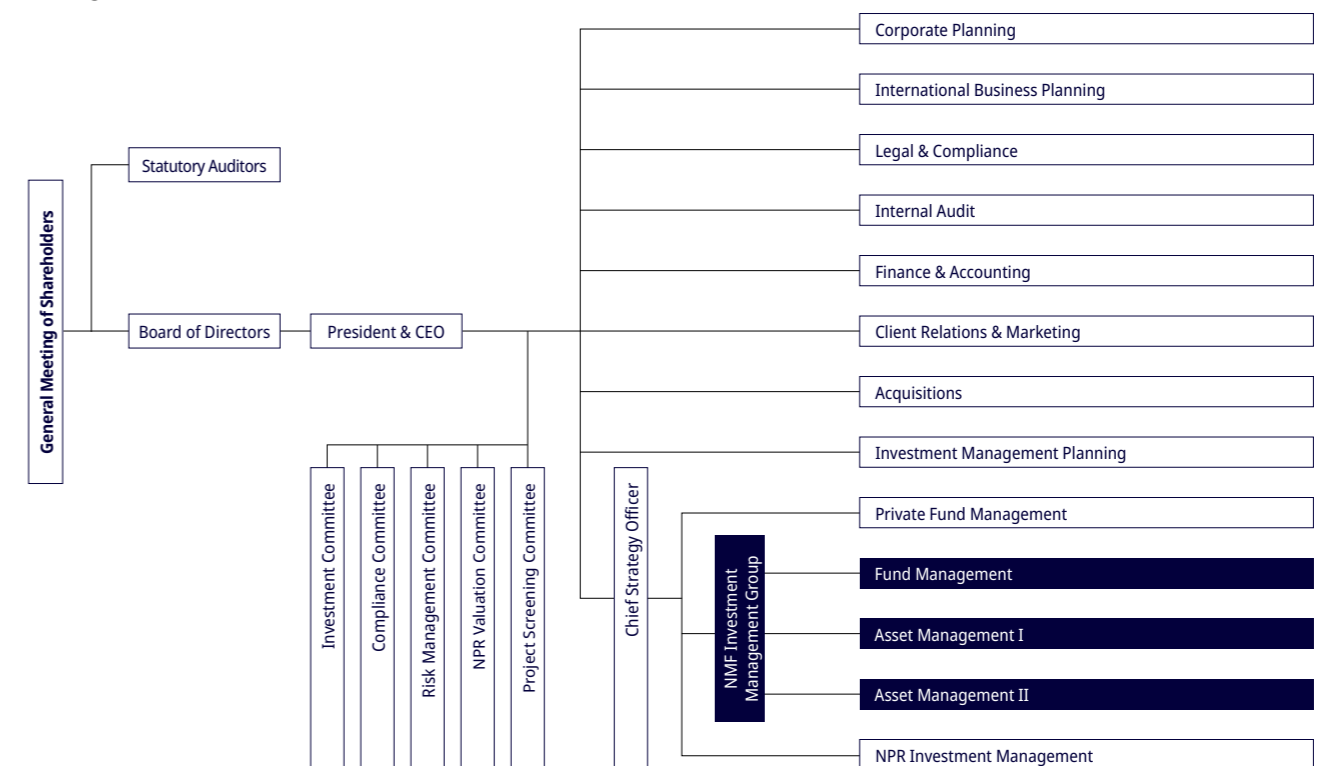 General Meeting of Shareholders
Statutory Auditors
Board of Directors
President & CEO
Investment Committee
Compliance Committee
Risk Management Committee
NPR Valuation Committee
Project Screening Committee
Corporate Planning
International Business Planning
Legal & Compliance
Internal Audit
Finance & Accounting
Client Relations & Marketing
Acquisitions
Investment Management Planning
Chief Strategy Officer
Private Fund Management
NMF Investment
Management Group
Fund Management
Asset Management I
Asset Management II
NPR Investment Management